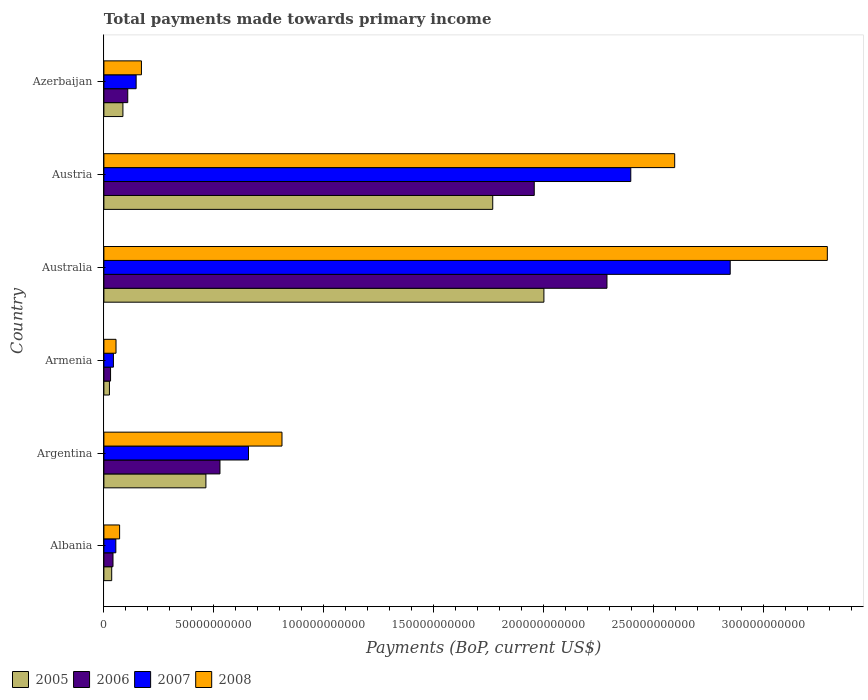 Total payments made towards primary income
Country
Azerbaijan
Austria
Australia
Armenia
Argentina
Albania
0
50000000000
100000000000
150000000000
200000000000
250000000000
300000000000
Payments (BoP, current US$)
2005
2006
2007
2008